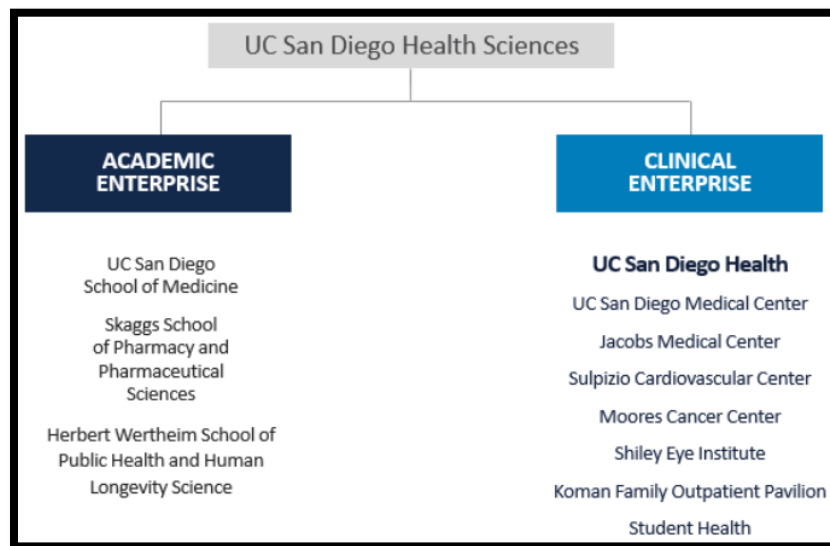 UC San Diego Health Sciences
ACADEMIC
ENTERPRISE
UC San Diego
School of Medicine
Skaggs School
of Pharmacy and
Pharmaceutical
Sciences
Herbert Wertheim School of
Public Health and Human
Longevity Science
CLINICAL
ENTERPRISE
UC San Diego Health
UC San Diego Medical Center
Jacobs Medical Center
Sulpizio Cardiovascular Center
Moores Cancer Center
Shiley Eye Institute
Koman Family Outpatient Pavilion
Student Health